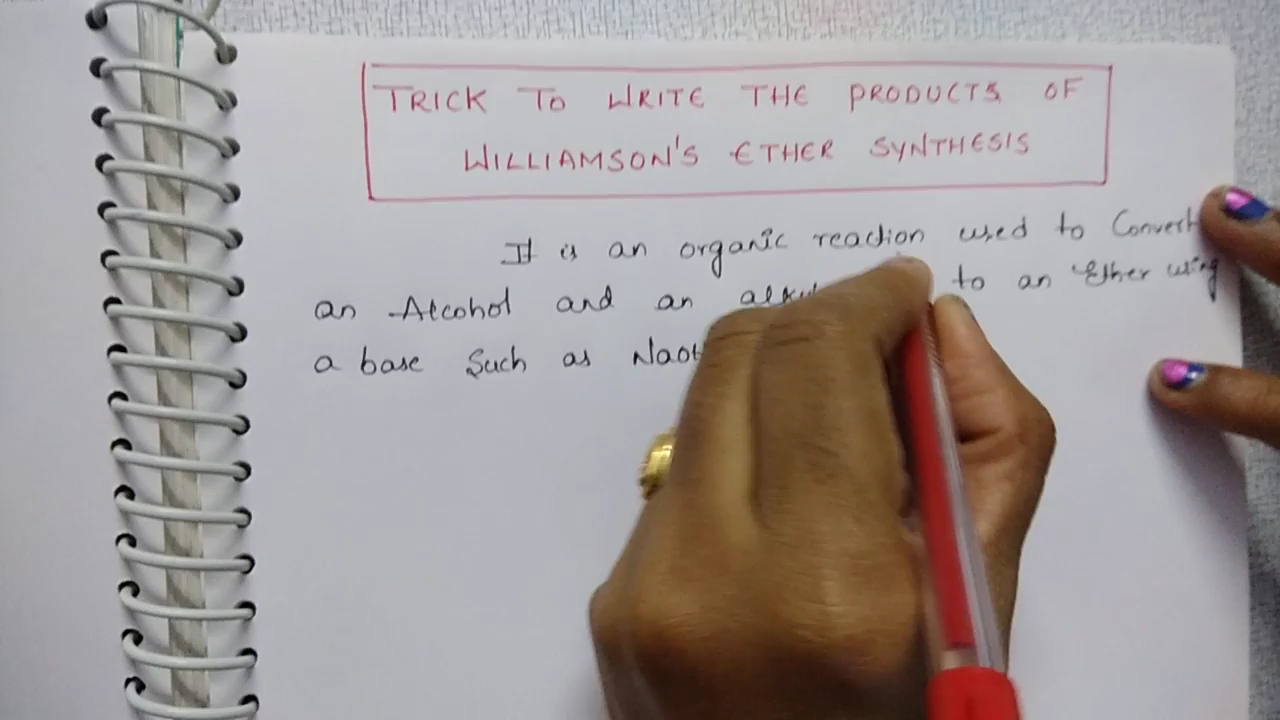 TRICK TO WRITE THE PRODUCTS OF
WILLIAMSON'S ETHER SYNTHESIS
It is an organic reaction used to Convert
an Alcohol and an to an Ether using
a base Such as